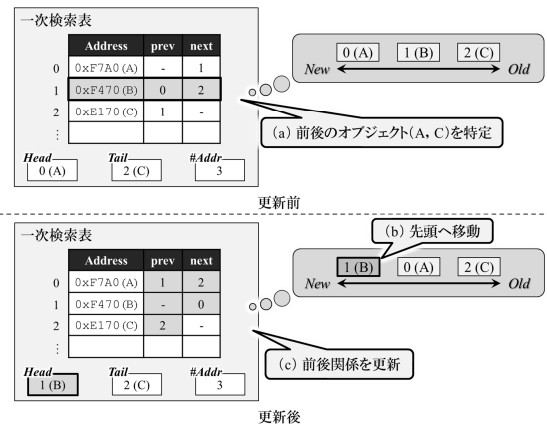 一次検索表
Address prev next
0 0xF7A0(A) - 1
1 0xF470(B) 0 2
2 0xE170(C) 1 -
⋮
Head Tail #Addr
0 (A) 2 (C) 3
0 (A) 1 (B) 2 (C)
New Old
(a) 前後のオブジェクト(A, C)を特定
更新前
一次検索表
Address prev next
0 0xF7A0(A) 1 2
1 0xF470(B) - 0
2 0xE170(C) 2 -
⋮
Head Tail #Addr
1 (B) 2 (C) 3
(b) 先頭へ移動
1 (B) 0 (A) 2 (C)
New Old
(c) 前後関係を更新
更新後